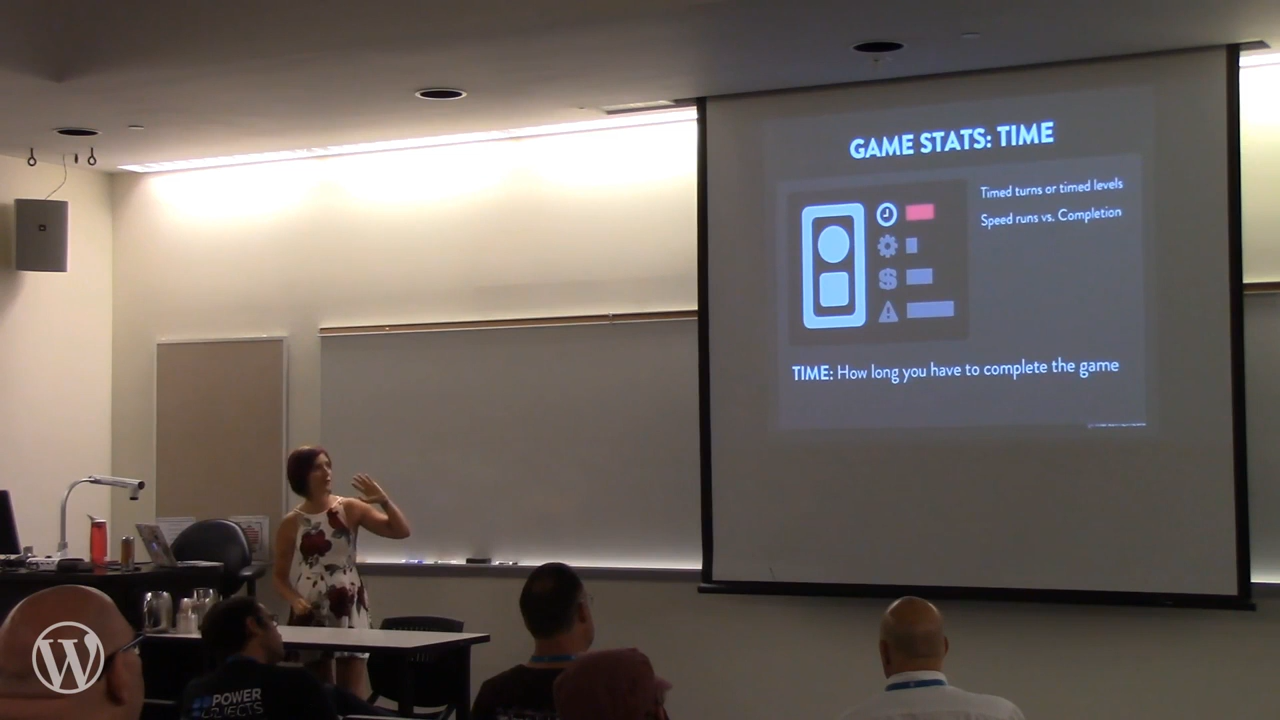 GAME STATS: TIME
Timed turns or timed levels
Speed runs vs. Completion
TIME: How long you have to complete the game
POWER
OBJECTS